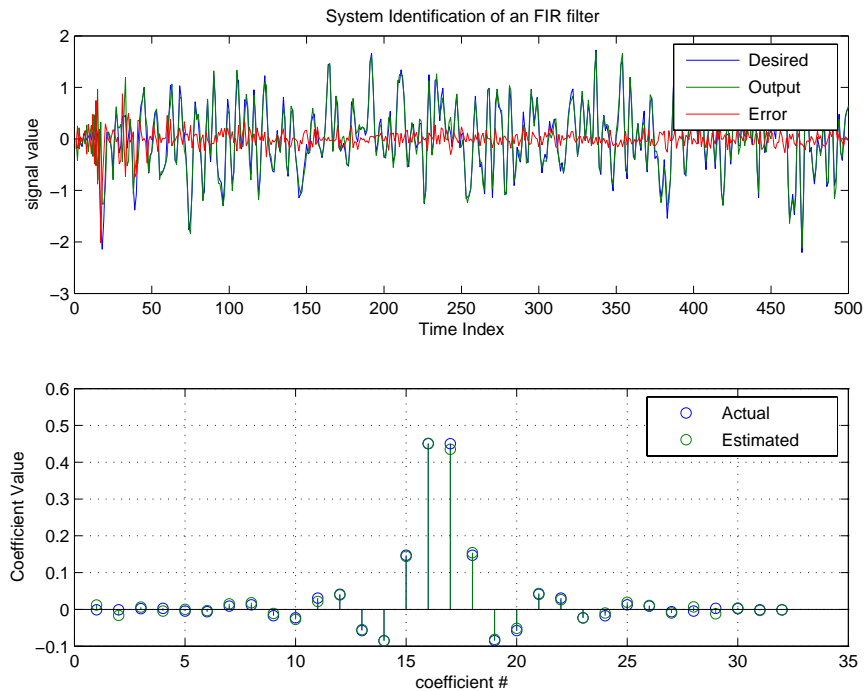 System Identification of an FIR filter
2
1
0
−1
−2
−3
signal value
Desired
Output
Error
0 50 100 150 200 250 300 350 400 450 500
Time Index
0.6
0.5
0.4
0.3
0.2
0.1
0
−0.1
Coefficient Value
Actual
Estimated
0 5 10 15 20 25 30 35
coefficient #